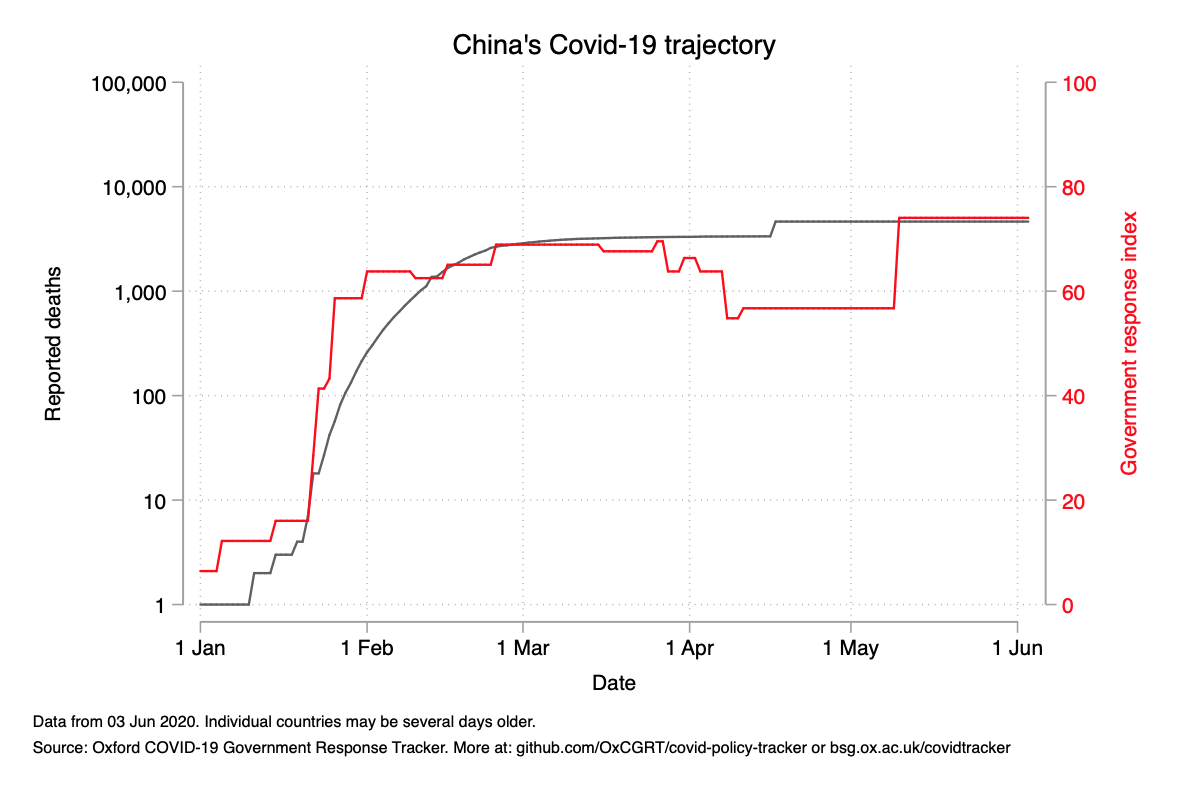 China's Covid-19 trajectory
100,000
10,000
1,000
100
10
1
Reported deaths
100
80
60
40
20
0
Government response index
1 Jan 1 Feb 1 Mar 1 Apr 1 May 1 Jun
Date
Data from 03 Jun 2020. Individual countries may be several days older.
Source: Oxford COVID-19 Government Response Tracker. More at: github.com/OxCGRT/covid-policy-tracker or bsg.ox.ac.uk/covidtracker